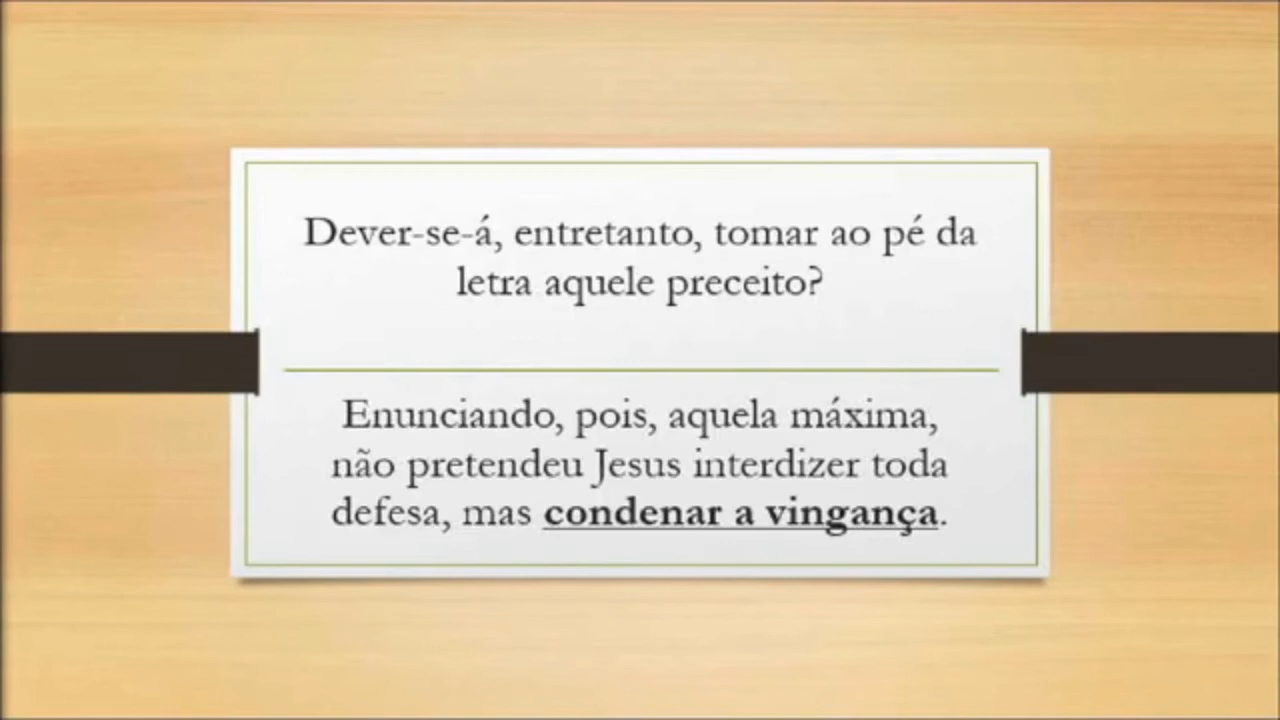 Dever-se-á, entretanto, tomar ao pé da
letra aquele preceito?
Enunciando, pois, aquela máxima,
não pretendeu Jesus interdizer toda
defesa, mas condenar a vingança.